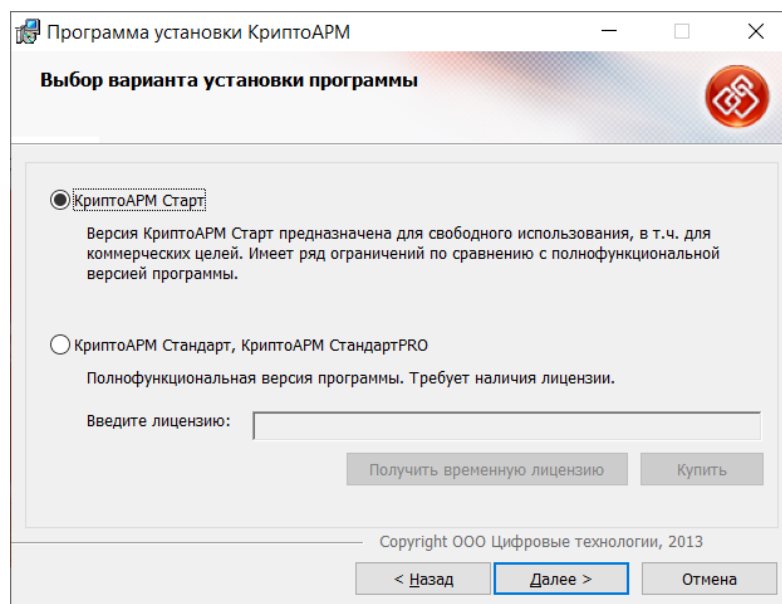 Программа установки КриптоАРМ
Выбор варианта установки программы
КриптоАРМ Старт
Версия КриптоАРМ Старт предназначена для свободного использования, в т.ч. для
коммерческих целей. Имеет ряд ограничений по сравнению с полнофункциональной
версией программы.
КриптоАРМ Стандарт, КриптоАРМ СтандартPRO
Полнофункциональная версия программы. Требует наличия лицензии.
Введите лицензию:
Получить временную лицензию Купить
Copyright ООО Цифровые технологии, 2013
< Назад Далее > Отмена